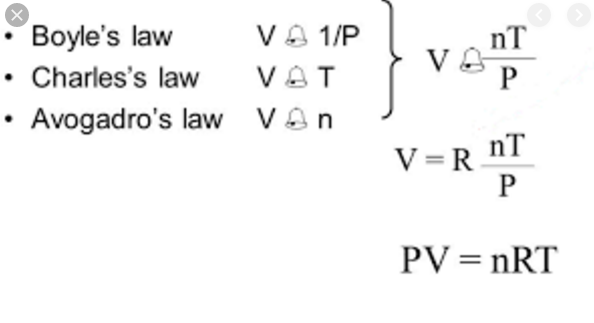 • Boyle's law V 🔔 1/P
• Charles's law V 🔔 T
• Avogadro's law V 🔔 n
V 🔔 nT/P
V = R nT/P
PV = nRT